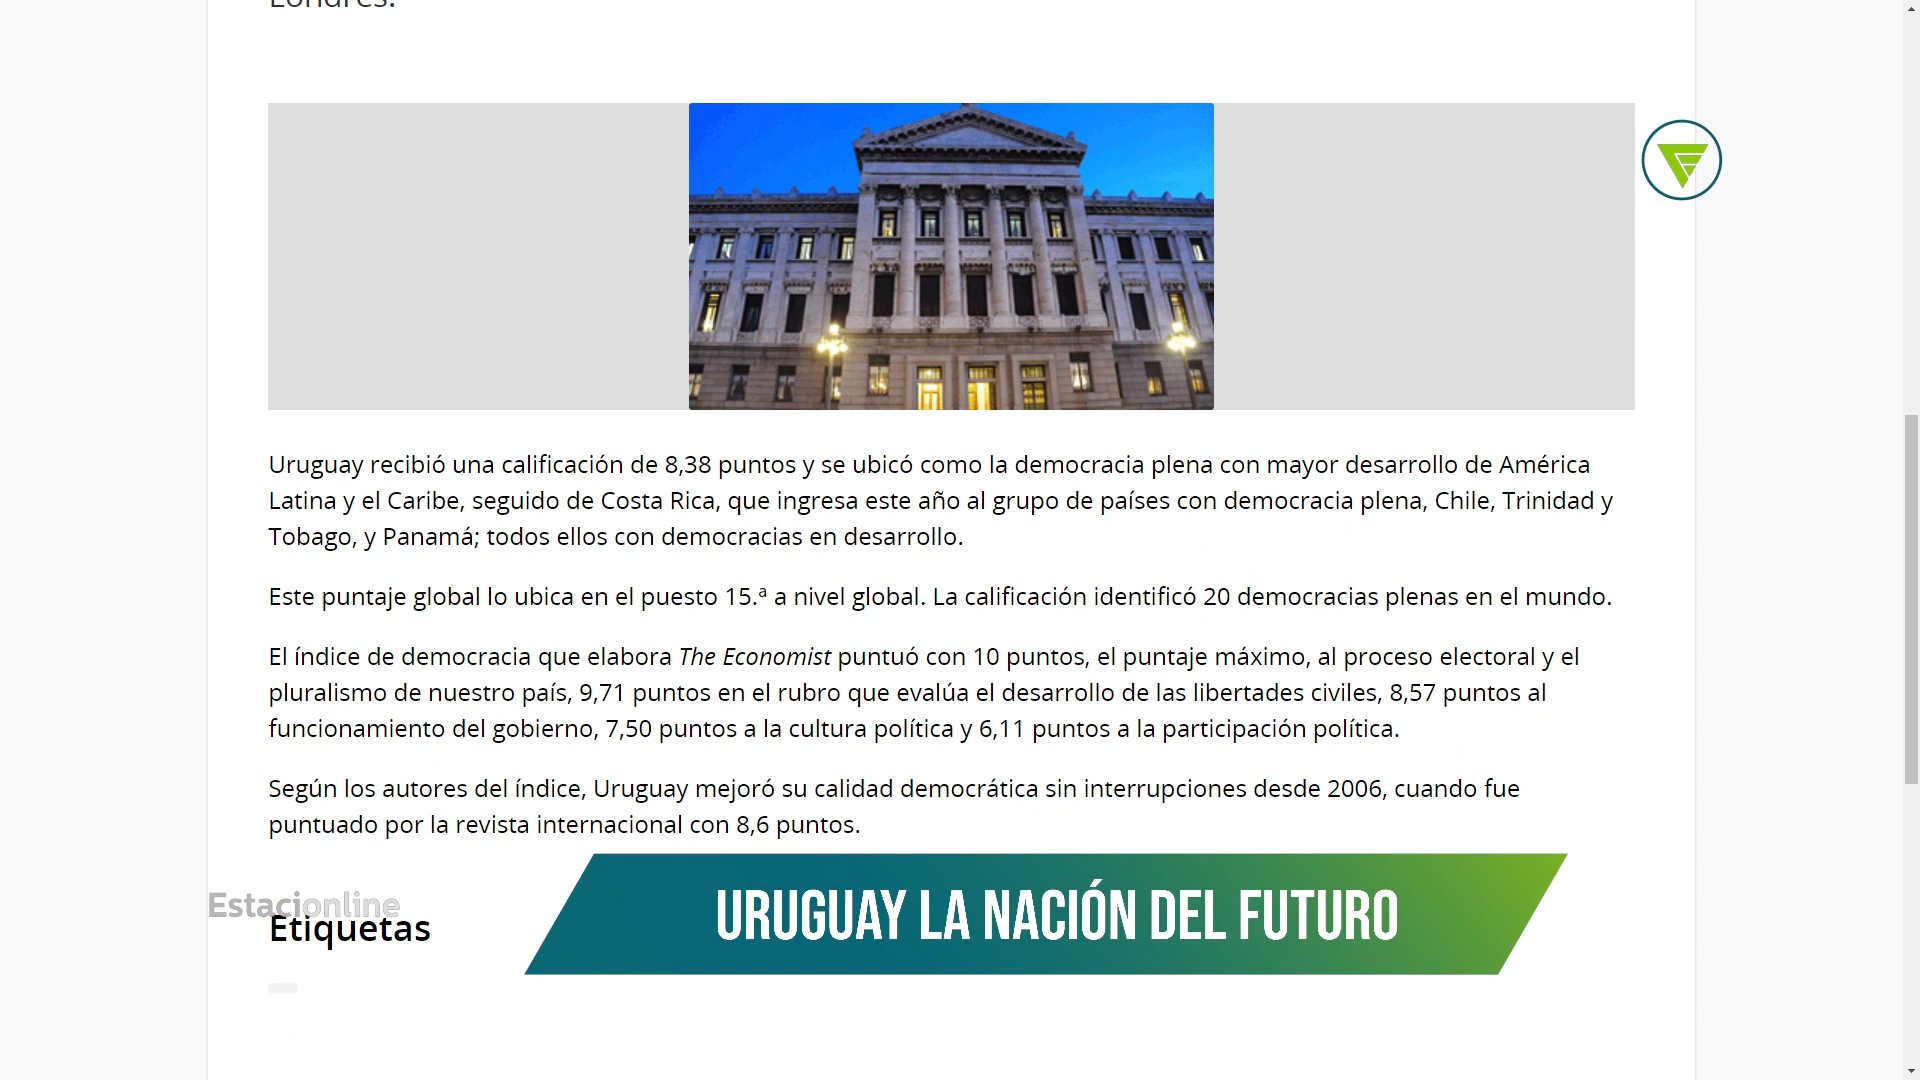 Londres.
Uruguay recibió una calificación de 8,38 puntos y se ubicó como la democracia plena con mayor desarrollo de América
Latina y el Caribe, seguido de Costa Rica, que ingresa este año al grupo de países con democracia plena, Chile, Trinidad y
Tobago, y Panamá; todos ellos con democracias en desarrollo.
Este puntaje global lo ubica en el puesto 15.ª a nivel global. La calificación identificó 20 democracias plenas en el mundo.
El índice de democracia que elabora The Economist puntuó con 10 puntos, el puntaje máximo, al proceso electoral y el
pluralismo de nuestro país, 9,71 puntos en el rubro que evalúa el desarrollo de las libertades civiles, 8,57 puntos al
funcionamiento del gobierno, 7,50 puntos a la cultura política y 6,11 puntos a la participación política.
Según los autores del índice, Uruguay mejoró su calidad democrática sin interrupciones desde 2006, cuando fue
puntuado por la revista internacional con 8,6 puntos.
Estacionline
Etiquetas
URUGUAY LA NACIÓN DEL FUTURO